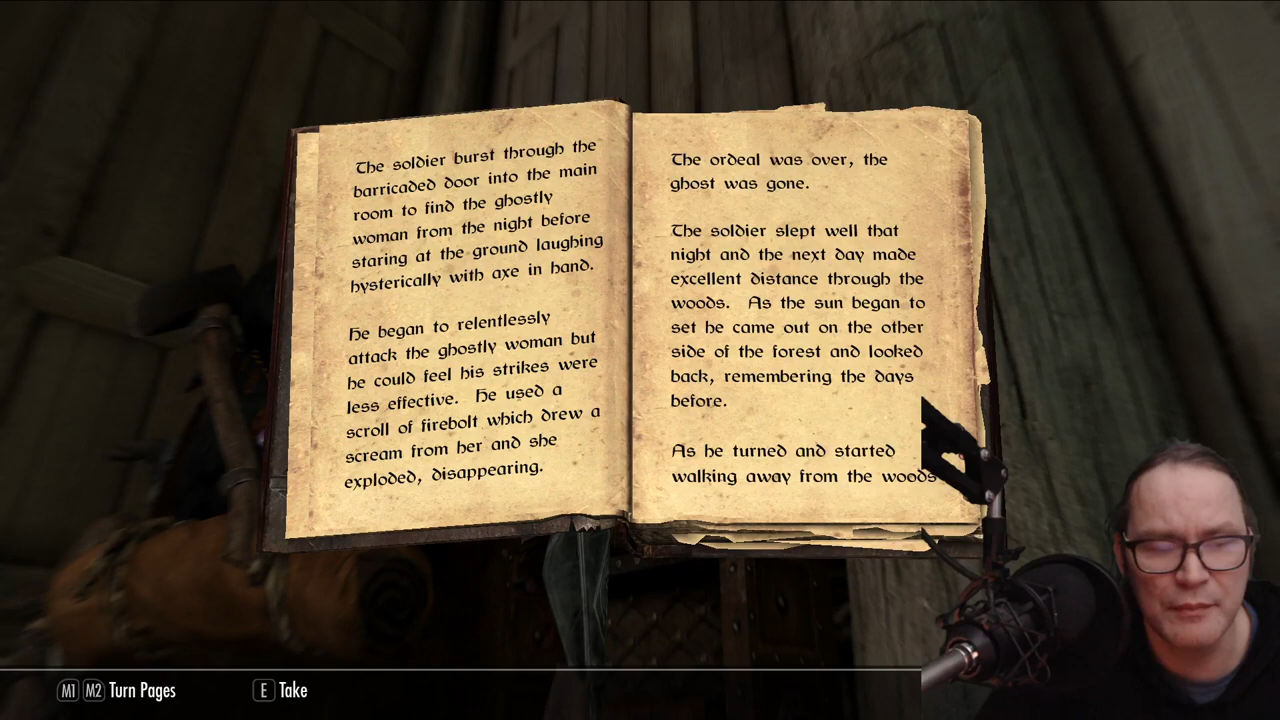 The soldier burst through the
barricaded door into the main
room to find the ghostly
woman from the night before
staring at the ground laughing
hysterically with axe in hand.
He began to relentlessly
attack the ghostly woman but
he could feel his strikes were
less effective. He used a
scroll of firebolt which drew a
scream from her and she
exploded, disappearing.
The ordeal was over, the
ghost was gone.
The soldier slept well that
night and the next day made
excellent distance through the
woods. As the sun began to
set he came out on the other
side of the forest and looked
back, remembering the days
before.
As he turned and started
walking away from the woods
M1 M2 Turn Pages
E Take